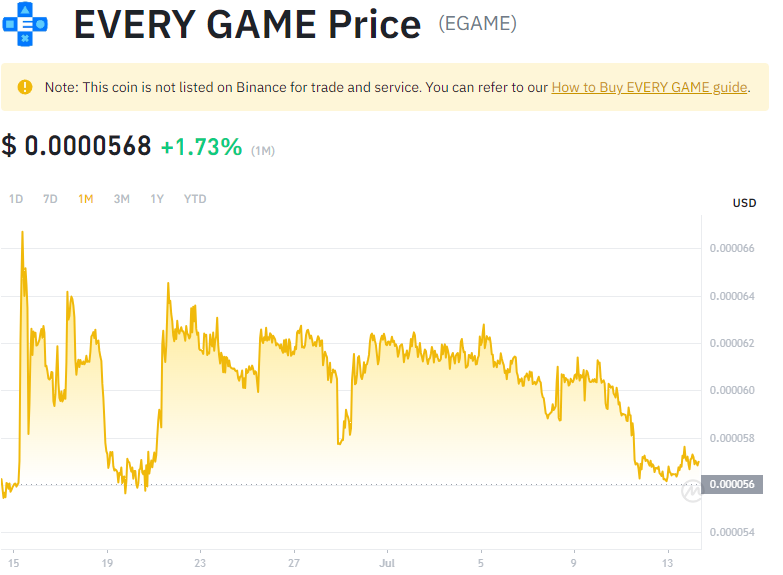 EVERY GAME Price (EGAME)
Note: This coin is not listed on Binance for trade and service. You can refer to our How to Buy EVERY GAME guide.
$ 0.0000568 +1.73% (1M)
1D 7D 1M 3M 1Y YTD
USD
0.000066
0.000064
0.000062
0.000060
0.000058
0.000056
0.000054
15 19 23 27 Jul 5 9 13